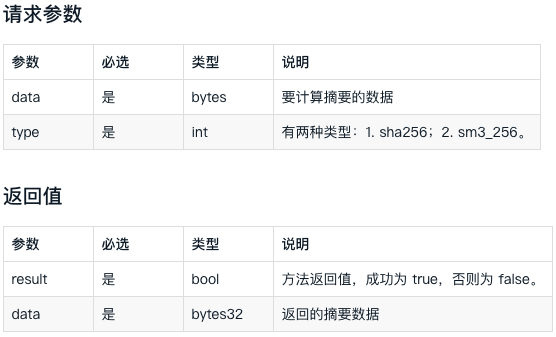 请求参数
参数 必选 类型 说明
data 是 bytes 要计算摘要的数据
type 是 int 有两种类型：1. sha256；2. sm3_256。
返回值
参数 必选 类型 说明
result 是 bool 方法返回值，成功为 true，否则为 false。
data 是 bytes32 返回的摘要数据